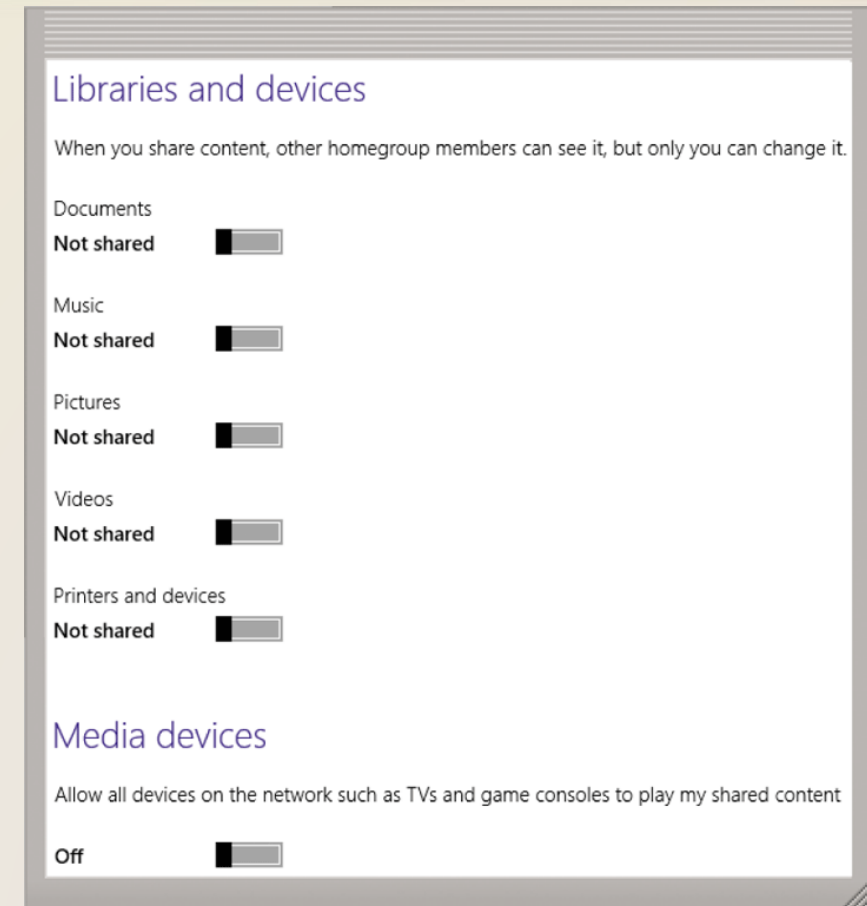 Libraries and devices
When you share content, other homegroup members can see it, but only you can change it.
Documents
Not shared
Music
Not shared
Pictures
Not shared
Videos
Not shared
Printers and devices
Not shared
Media devices
Allow all devices on the network such as TVs and game consoles to play my shared content
Off